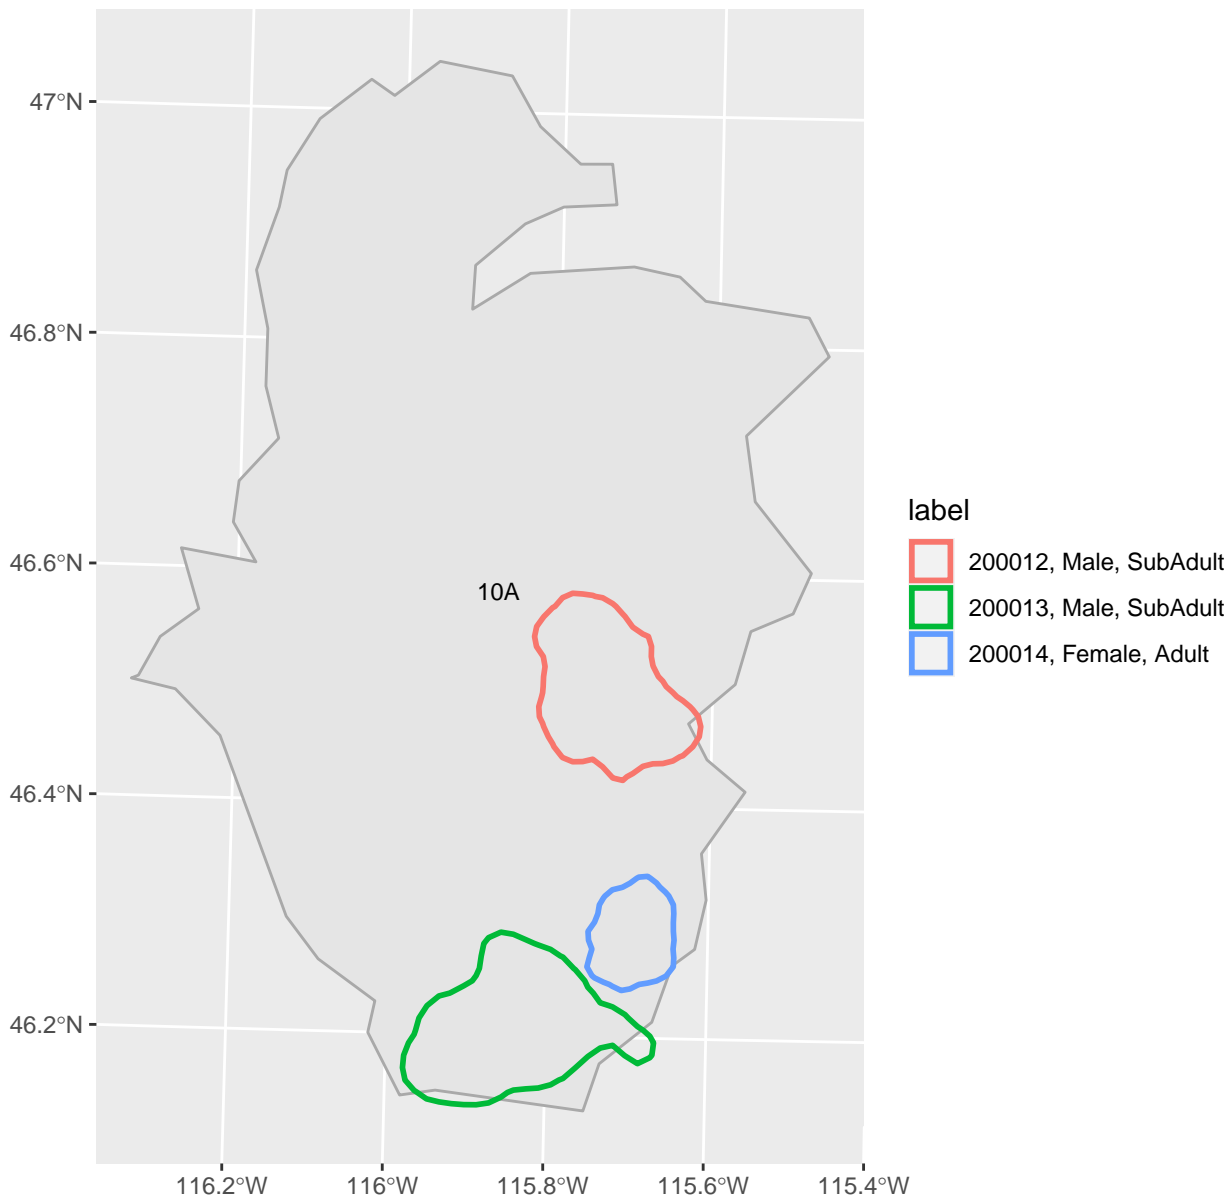 47°N
46.8°N
46.6°N
46.4°N
46.2°N
10A
116.2°W
116°W
115.8°W
115.6°W
115.4°W
label
200012, Male, SubAdult
200013, Male, SubAdult
200014, Female, Adult